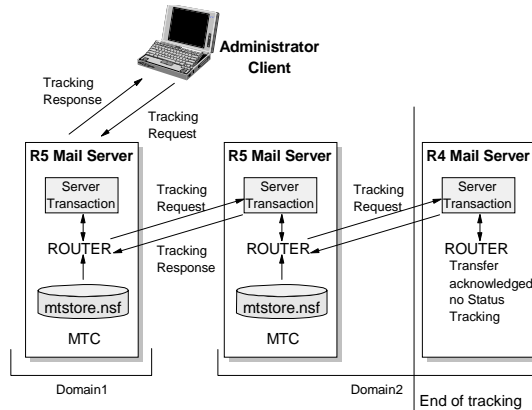 Administrator
Client
Tracking
Response
Tracking
Request
R5 Mail Server
Server
Transaction
ROUTER
mtstore.nsf
MTC
Tracking
Request
Tracking
Response
R5 Mail Server
Server
Transaction
ROUTER
mtstore.nsf
MTC
Tracking
Request
R4 Mail Server
Server
Transaction
ROUTER
Transfer
acknowledged
no Status
Tracking
Domain1
Domain2
End of tracking